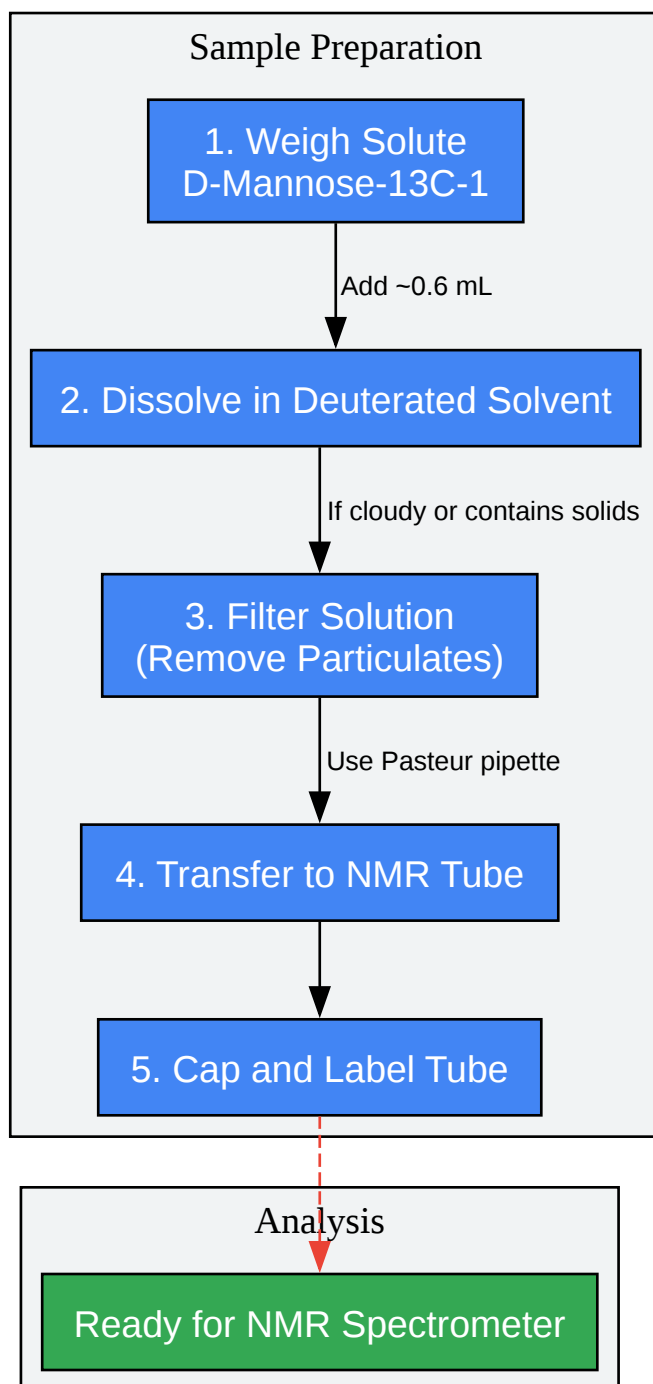 Sample Preparation
1. Weigh Solute
D-Mannose-13C-1
Add ~0.6 mL
2. Dissolve in Deuterated Solvent
If cloudy or contains solids
3. Filter Solution
(Remove Particulates)
Use Pasteur pipette
4. Transfer to NMR Tube
5. Cap and Label Tube
Analysis
Ready for NMR Spectrometer